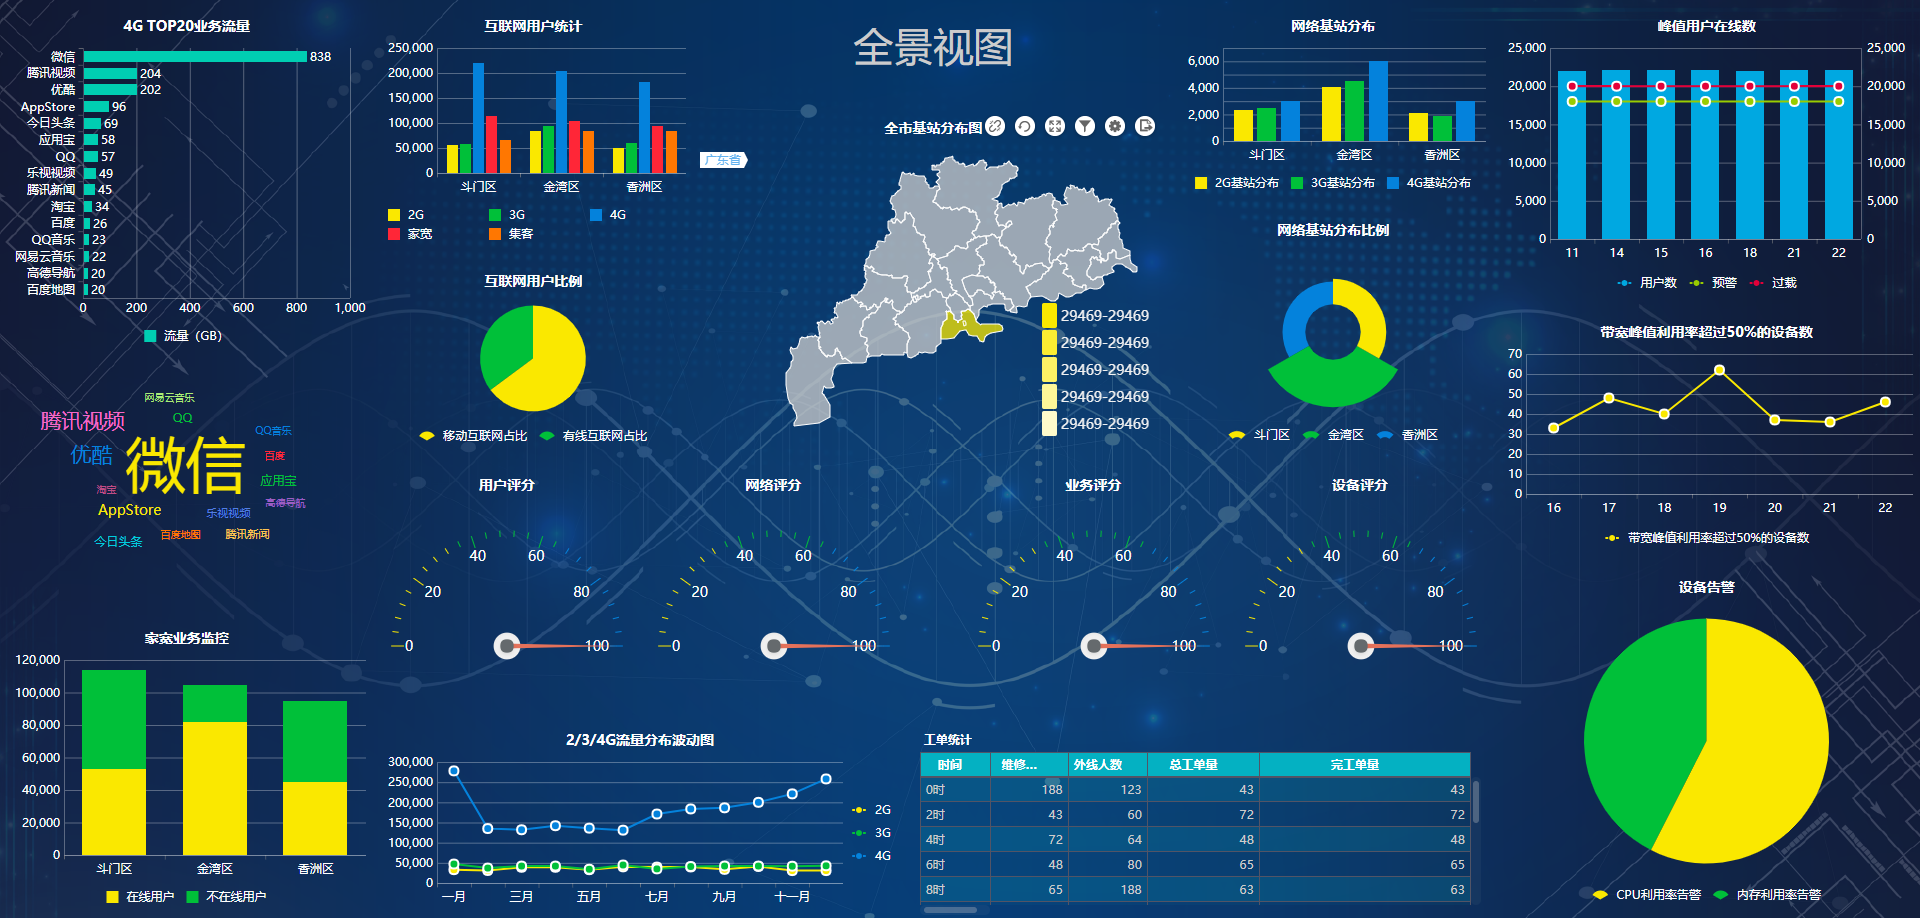 全景视图
4G TOP20业务流量
微信 838
腾讯视频 204
优酷 202
AppStore 96
今日头条 69
应用宝 58
QQ 57
乐视视频 49
腾讯新闻 45
淘宝 34
百度 26
QQ音乐 23
网易云音乐 22
高德导航 20
百度地图 20
0 200 400 600 800 1,000
流量（GB）
互联网用户统计
250,000
200,000
150,000
100,000
50,000
0
斗门区 金湾区 香洲区
2G 3G 4G
家宽 集客
互联网用户比例
移动互联网占比 有线互联网占比
全市基站分布图
广东省
29469-29469
29469-29469
29469-29469
29469-29469
29469-29469
网络基站分布
6,000
4,000
2,000
0
斗门区 金湾区 香洲区
2G基站分布 3G基站分布 4G基站分布
网络基站分布比例
斗门区 金湾区 香洲区
峰值用户在线数
25,000 25,000
20,000 20,000
15,000 15,000
10,000 10,000
5,000 5,000
0 0
11 14 15 16 18 21 22
用户数 预警 过载
带宽峰值利用率超过50%的设备数
70
60
50
40
30
20
10
0
16 17 18 19 20 21 22
带宽峰值利用率超过50%的设备数
网易云音乐
腾讯视频 QQ
QQ音乐
优酷 微信 百度
应用宝
淘宝
高德导航
AppStore 乐视视频
今日头条 百度地图 腾讯新闻
用户评分
0 20 40 60 80 100
网络评分
0 20 40 60 80 100
业务评分
0 20 40 60 80 100
设备评分
0 20 40 60 80 100
设备告警
CPU利用率告警 内存利用率告警
家宽业务监控
120,000
100,000
80,000
60,000
40,000
20,000
0
斗门区 金湾区 香洲区
在线用户 不在线用户
2/3/4G流量分布波动图
300,000
250,000
200,000
150,000
100,000
50,000
0
一月 三月 五月 七月 九月 十一月
2G
3G
4G
工单统计
时间 维修... 外线人数 总工单量 完工单量
0时 188 123 43 43
2时 43 60 72 72
4时 72 64 48 48
6时 48 80 65 65
8时 65 188 63 63